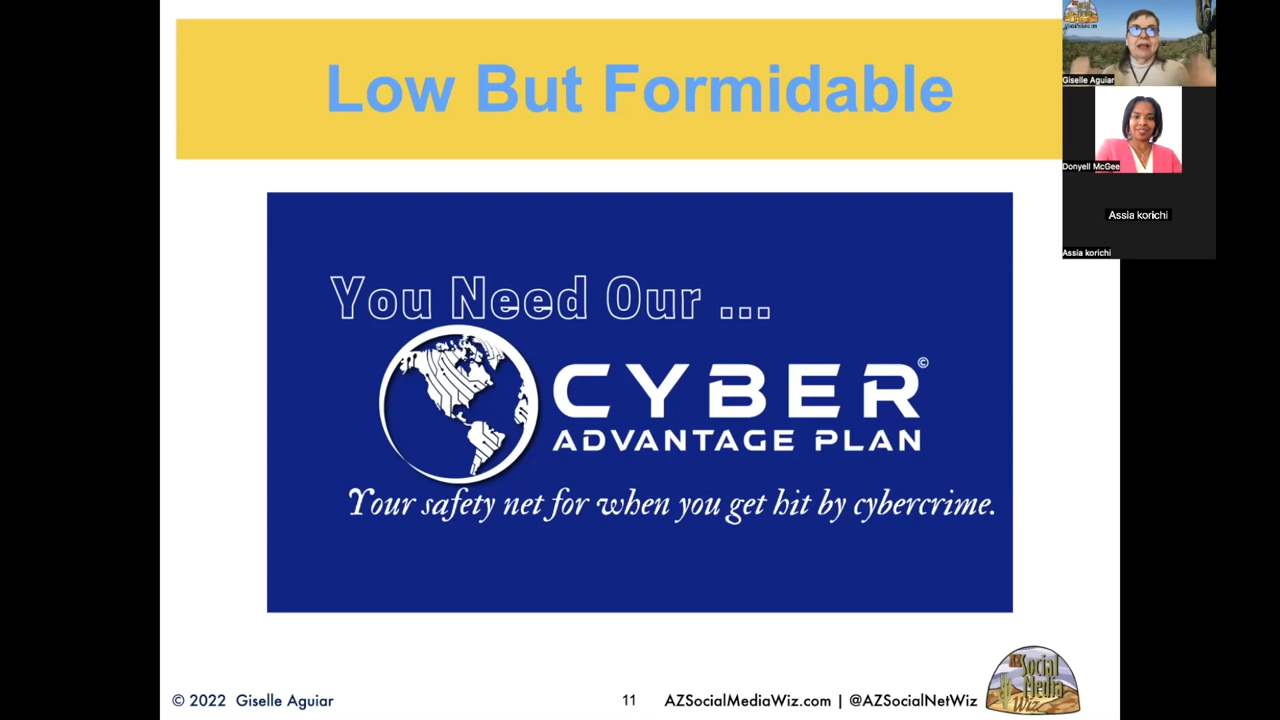 Low But Formidable
You Need Our ...
CYBER©
ADVANTAGE PLAN
Your safety net for when you get hit by cybercrime.
© 2022 Giselle Aguiar
11
AZSocialMediaWiz.com | @AZSocialNetWiz
AZ Social
Media
Wiz
Giselle Aguiar
Donyell McGee
Assia korichi
Assia korichi